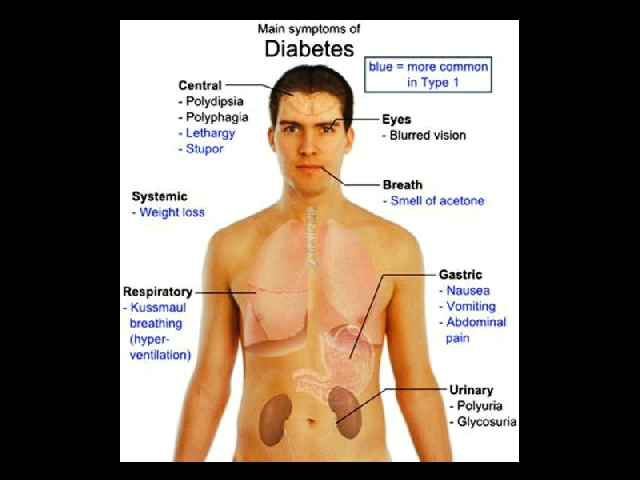 Main symptoms of
Diabetes
blue = more common
in Type 1
Central
- Polydipsia
- Polyphagia
- Lethargy
- Stupor
Eyes
- Blurred vision
Breath
- Smell of acetone
Systemic
- Weight loss
Respiratory
- Kussmaul
breathing
(hyper-
ventilation)
Gastric
- Nausea
- Vomiting
- Abdominal
pain
Urinary
- Polyuria
- Glycosuria